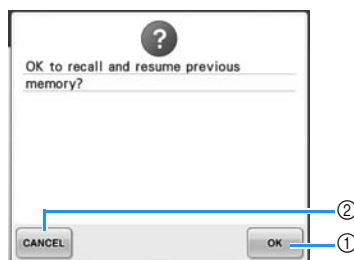 ?
OK to recall and resume previous
memory?
②
CANCEL
OK
①